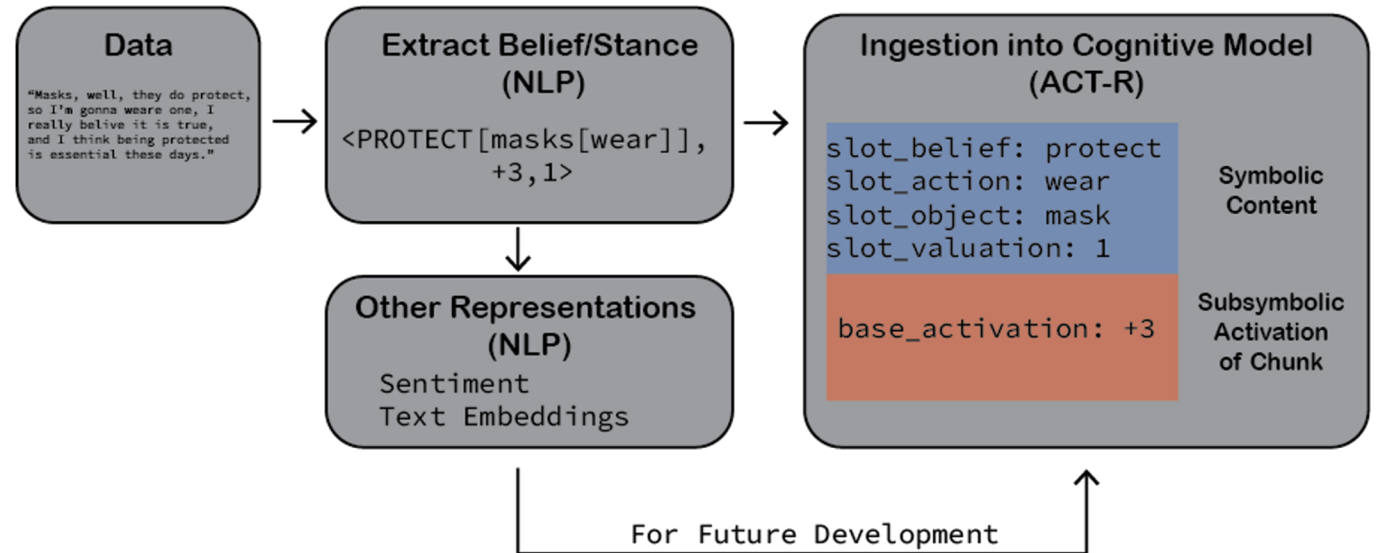 Data
“Masks, well, they do protect,
so I'm gonna weare one, I
really belive it is true,
and I think being protected
is essential these days.”
Extract Belief/Stance
(NLP)
<PROTECT[masks[wear]],
+3,1>
Other Representations
(NLP)
Sentiment
Text Embeddings
Ingestion into Cognitive Model
(ACT-R)
slot_belief: protect
slot_action: wear
slot_object: mask
slot_valuation: 1
Symbolic
Content
base_activation: +3
Subsymbolic
Activation
of Chunk
For Future Development